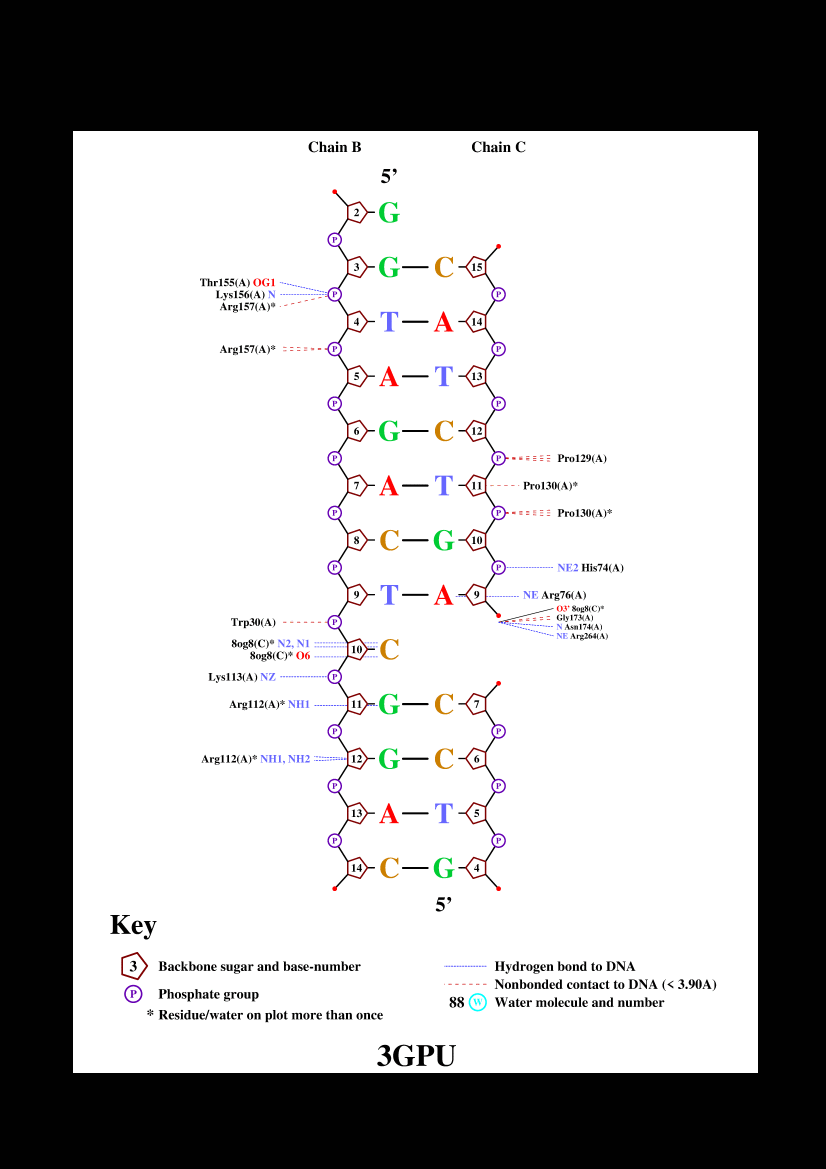 Chain B Chain C
5’
2 G
P
3 G C 15
Thr155(A) OG1
Lys156(A) N P P
Arg157(A)*
4 T A 14
Arg157(A)* P P
5 A T 13
P P
6 G C 12
P P Pro129(A)
7 A T 11 Pro130(A)*
P P Pro130(A)*
8 C G 10
P P NE2 His74(A)
9 T A 9 NE Arg76(A)
O3’ 8og8(C)*
Gly173(A)
Trp30(A) P N Asn174(A)
NE Arg264(A)
8og8(C)* N2, N1
10 C
8og8(C)* O6
Lys113(A) NZ P
Arg112(A)* NH1 11 G C 7
P P
Arg112(A)* NH1, NH2 12 G C 6
P P
13 A T 5
P P
14 C G 4
5’
Key
3 Backbone sugar and base-number Hydrogen bond to DNA
Nonbonded contact to DNA (< 3.90A)
P Phosphate group 88 W Water molecule and number
* Residue/water on plot more than once
3GPU